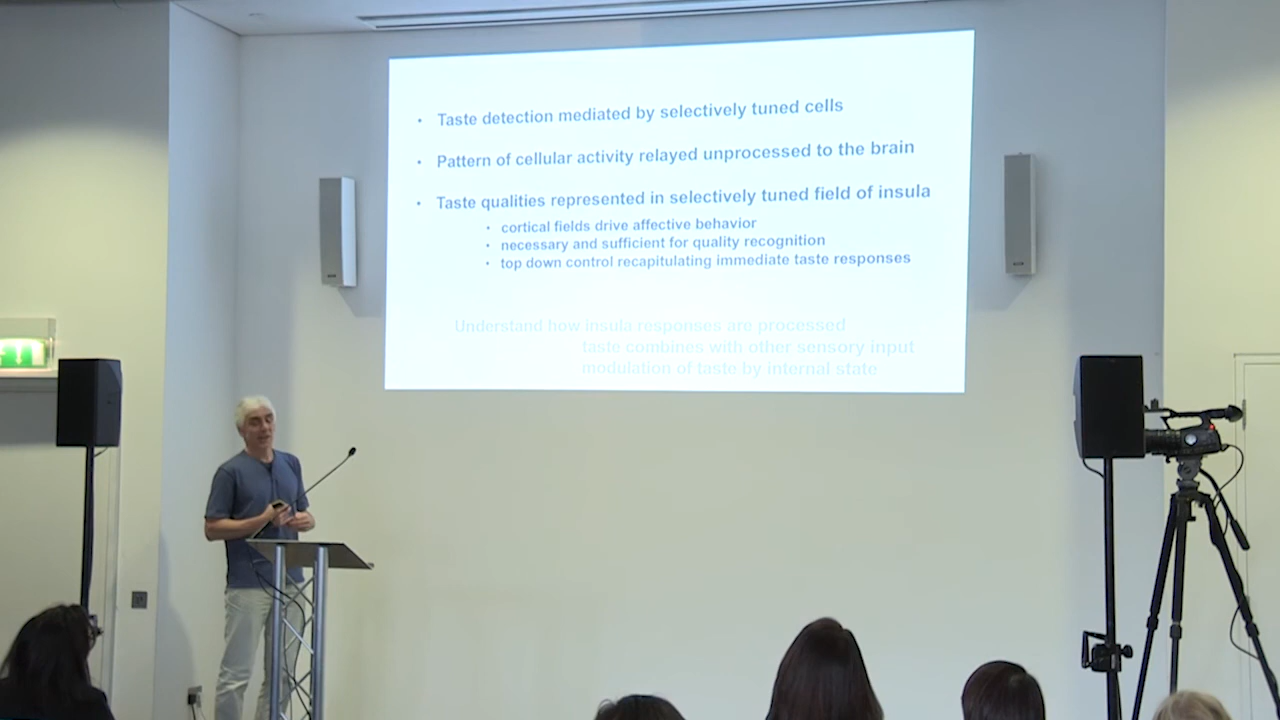 • Taste detection mediated by selectively tuned cells
• Pattern of cellular activity relayed unprocessed to the brain
• Taste qualities represented in selectively tuned field of insula
• cortical fields drive affective behavior
• necessary and sufficient for quality recognition
• top down control recapitulating immediate taste responses
Understand how insula responses are processed
taste combines with other sensory input
modulation of taste by internal state